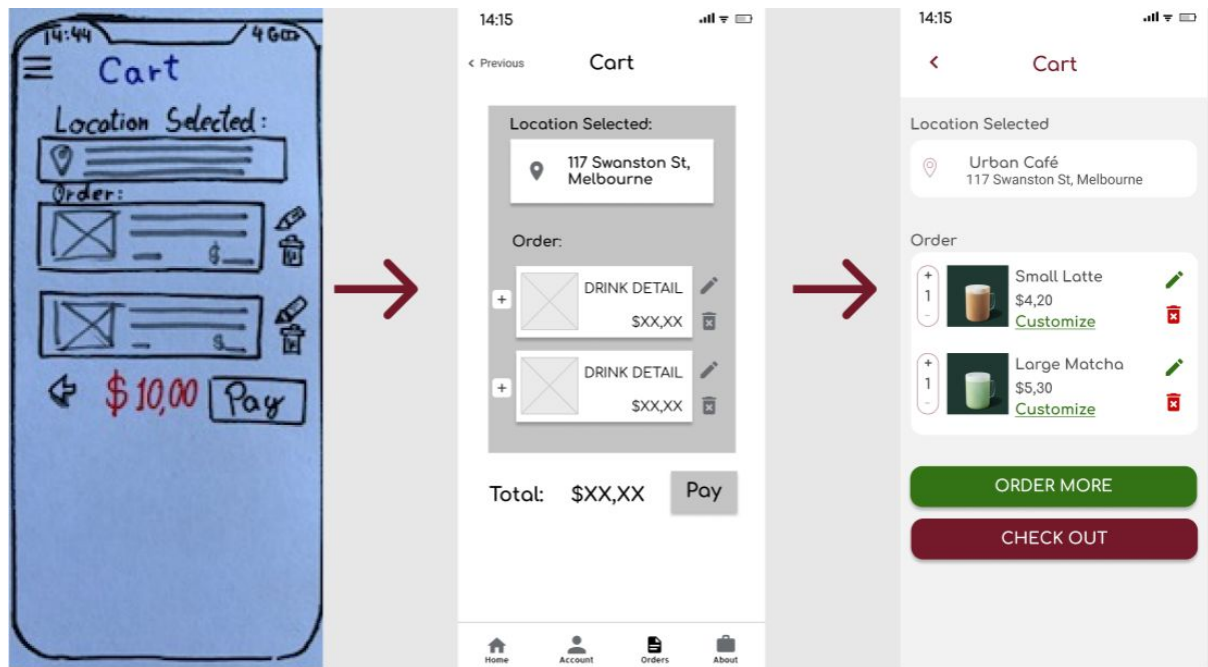 14:44
4G
Cart
Location Selected:
Order:
$
$
$10,00
Pay
14:15
< Previous
Cart
Location Selected:
117 Swanston St,
Melbourne
Order:
+
DRINK DETAIL
$XX,XX
+
DRINK DETAIL
$XX,XX
Total:
$XX,XX
Pay
Home
Account
Orders
About
14:15
<
Cart
Location Selected
Urban Café
117 Swanston St, Melbourne
Order
+
1
-
Small Latte
$4,20
Customize
+
1
-
Large Matcha
$5,30
Customize
ORDER MORE
CHECK OUT